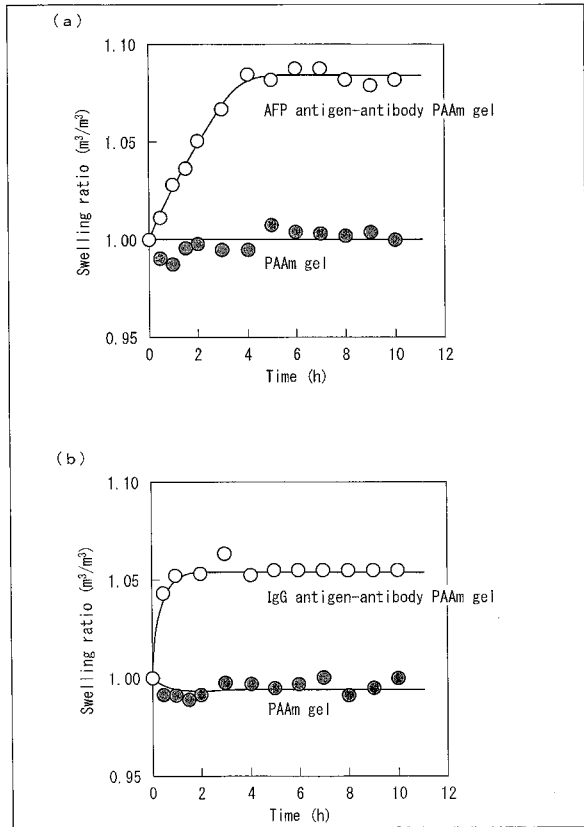 (a)
1.10
1.05
1.00
0.95
Swelling ratio (m³/m³)
AFP antigen-antibody PAAm gel
PAAm gel
0 2 4 6 8 10 12
Time (h)
(b)
1.10
1.05
1.00
0.95
Swelling ratio (m³/m³)
IgG antigen-antibody PAAm gel
PAAm gel
0 2 4 6 8 10 12
Time (h)